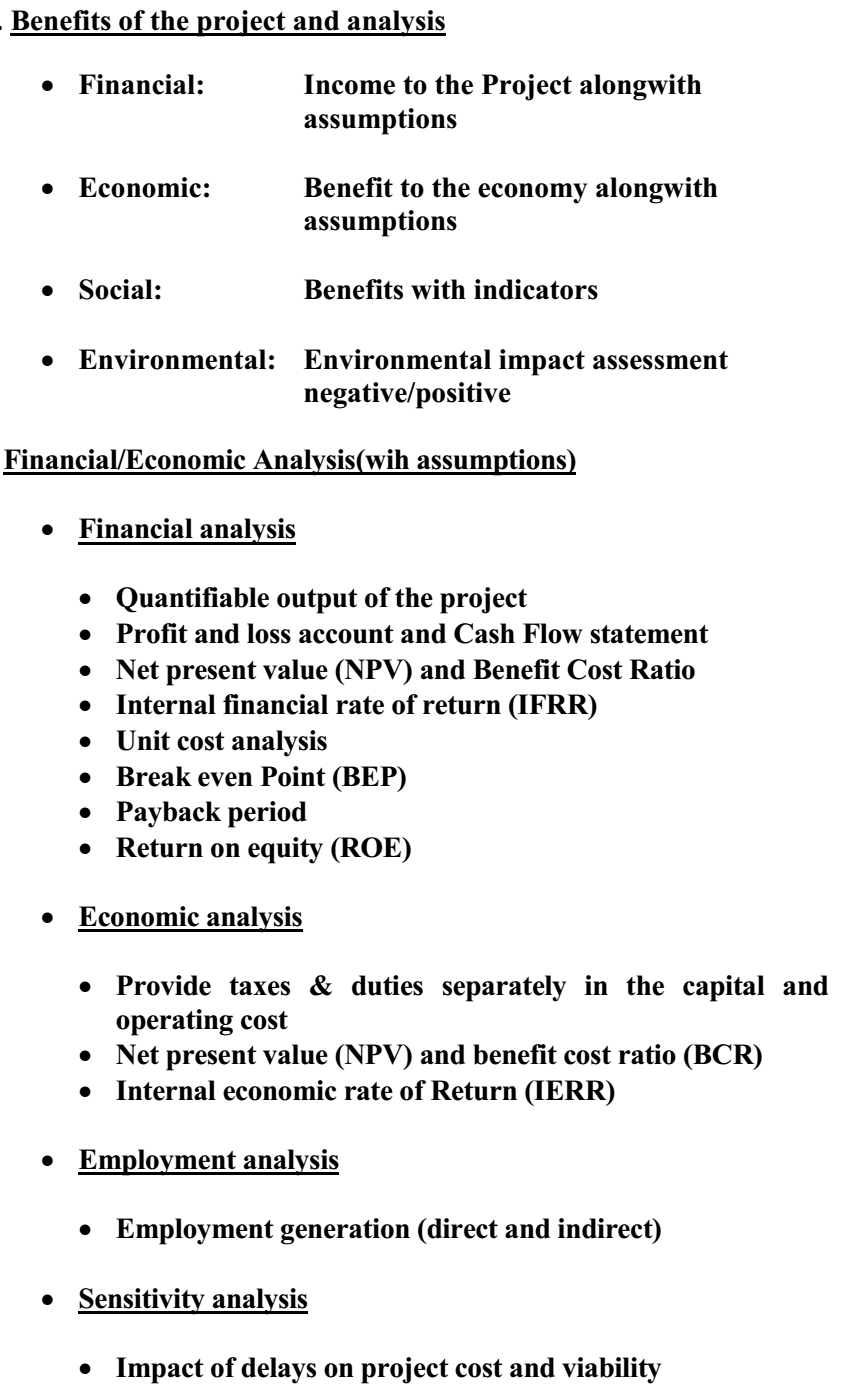 . Benefits of the project and analysis
• Financial: Income to the Project alongwith
assumptions
• Economic: Benefit to the economy alongwith
assumptions
• Social: Benefits with indicators
• Environmental: Environmental impact assessment
negative/positive
Financial/Economic Analysis(wih assumptions)
• Financial analysis
• Quantifiable output of the project
• Profit and loss account and Cash Flow statement
• Net present value (NPV) and Benefit Cost Ratio
• Internal financial rate of return (IFRR)
• Unit cost analysis
• Break even Point (BEP)
• Payback period
• Return on equity (ROE)
• Economic analysis
• Provide taxes & duties separately in the capital and
operating cost
• Net present value (NPV) and benefit cost ratio (BCR)
• Internal economic rate of Return (IERR)
• Employment analysis
• Employment generation (direct and indirect)
• Sensitivity analysis
• Impact of delays on project cost and viability